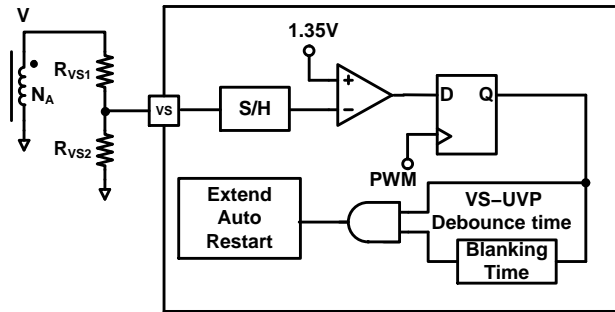 V
1.35V
R_VS1
N_A
R_VS2
VS
S/H
+
−
D
Q
PWM
Extend
Auto
Restart
VS−UVP
Debounce time
Blanking
Time